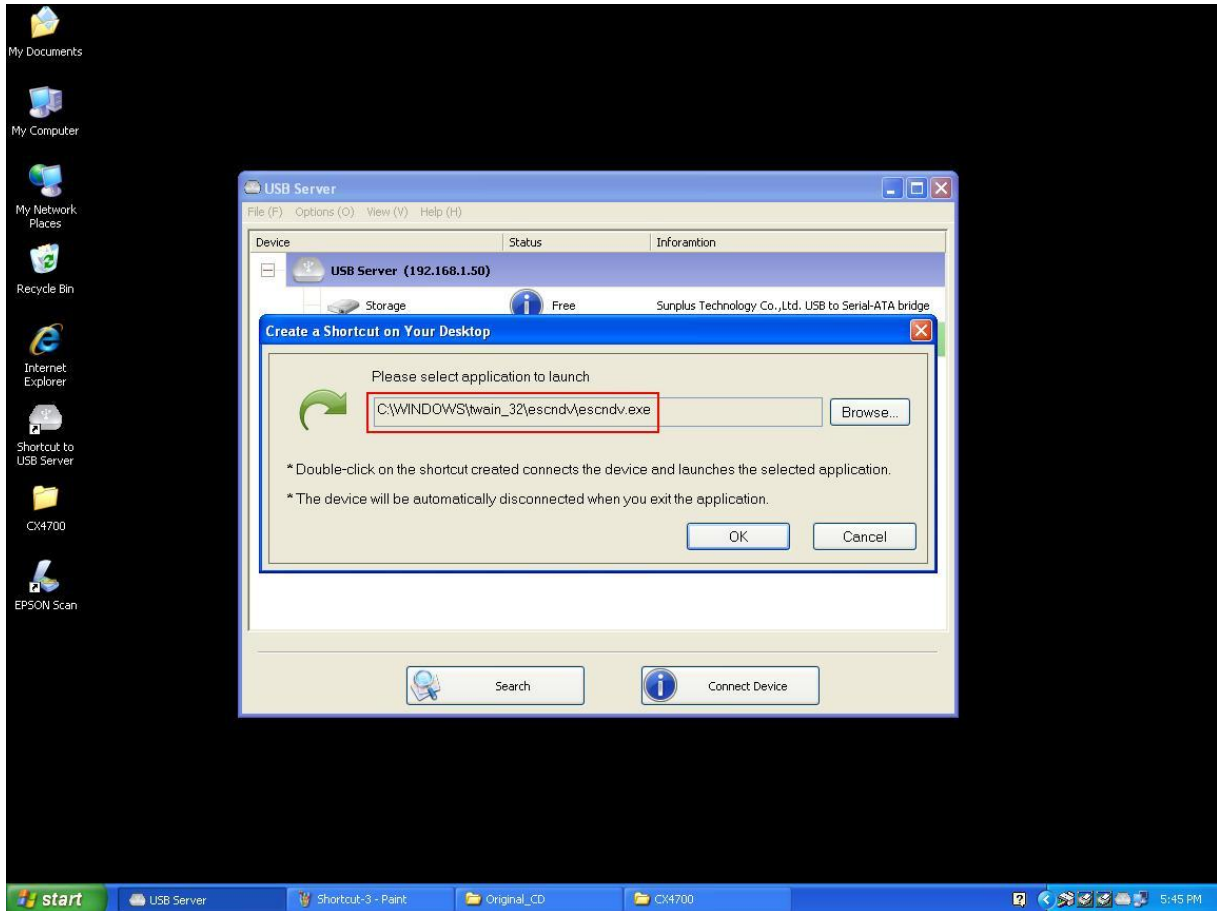 My Documents
My Computer
My Network
Places
Recycle Bin
Internet
Explorer
Shortcut to
USB Server
CX4700
EPSON Scan
USB Server
File (F) Options (O) View (V) Help (H)
Device Status Inforamtion
USB Server (192.168.1.50)
Storage Free Sunplus Technology Co.,Ltd. USB to Serial-ATA bridge
Create a Shortcut on Your Desktop
Please select application to launch
C:\WINDOWS\twain_32\escndv\escndv.exe Browse...
* Double-click on the shortcut created connects the device and launches the selected application.
* The device will be automatically disconnected when you exit the application.
OK Cancel
Search Connect Device
start USB Server Shortcut-3 - Paint Original_CD CX4700 5:45 PM